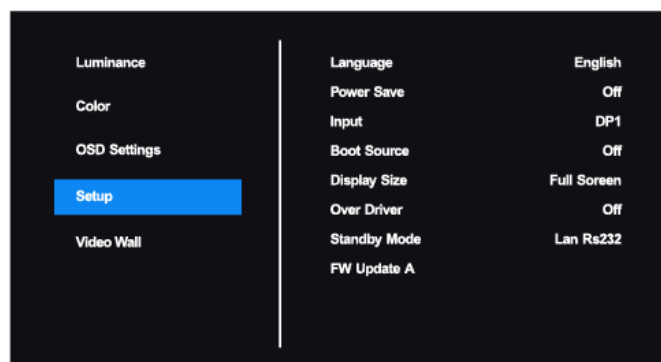 Luminance
Color
OSD Settings
Setup
Video Wall
Language English
Power Save Off
Input DP1
Boot Source Off
Display Size Full Soreen
Over Driver Off
Standby Mode Lan Rs232
FW Update A